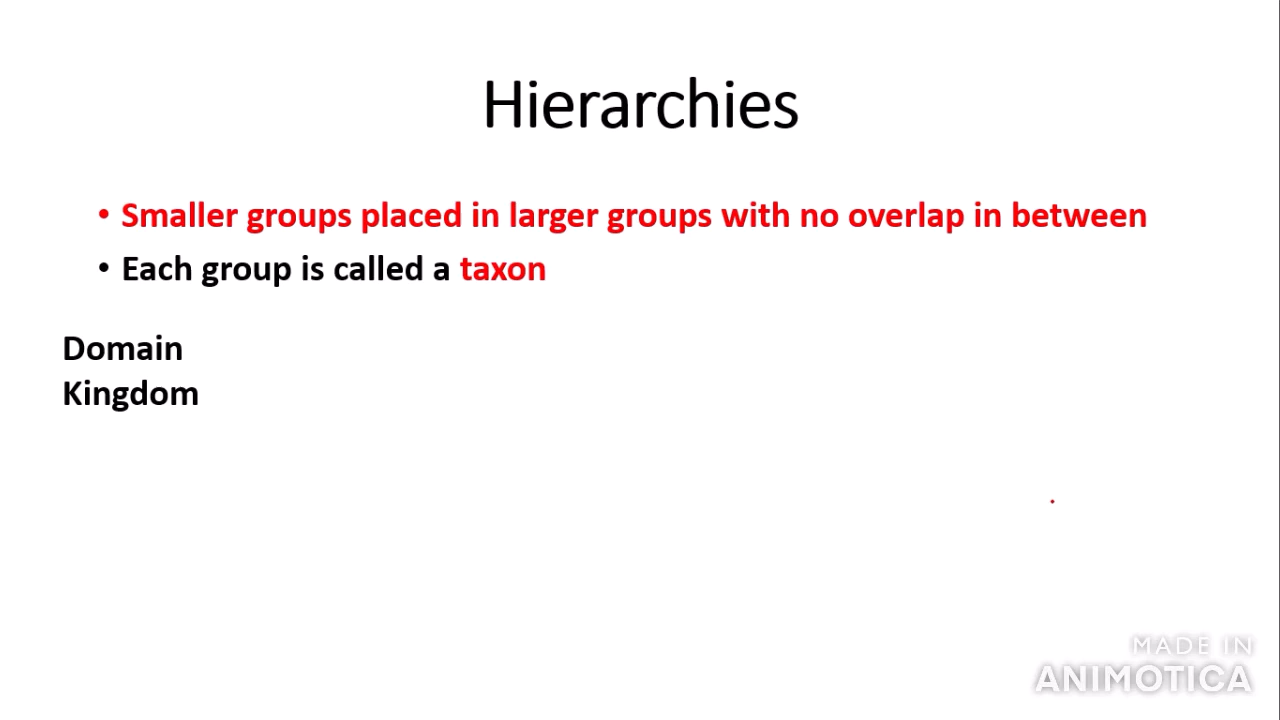 Hierarchies
• Smaller groups placed in larger groups with no overlap in between
• Each group is called a taxon
Domain
Kingdom
MADE IN
ANIMOTICA